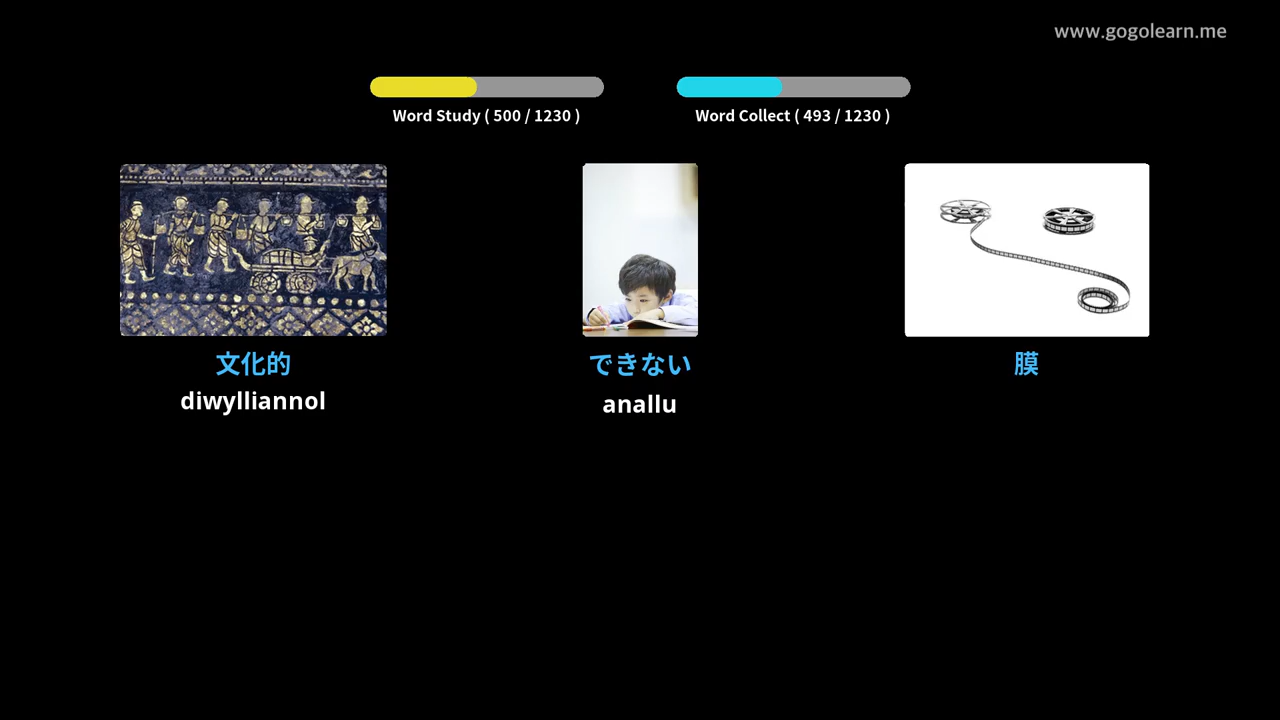 www.gogolearn.me
Word Study ( 500 / 1230 )
Word Collect ( 493 / 1230 )
文化的
できない
膜
diwylliannol
anallu